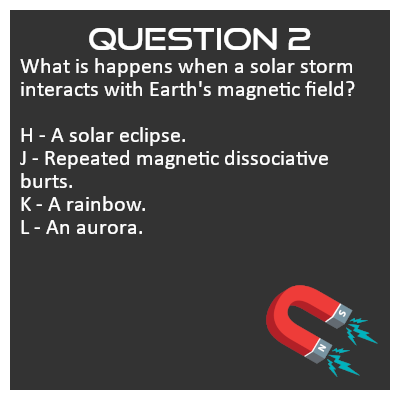 QUESTION 2
What is happens when a solar storm
interacts with Earth's magnetic field?
H - A solar eclipse.
J - Repeated magnetic dissociative
burts.
K - A rainbow.
L - An aurora.
S
N